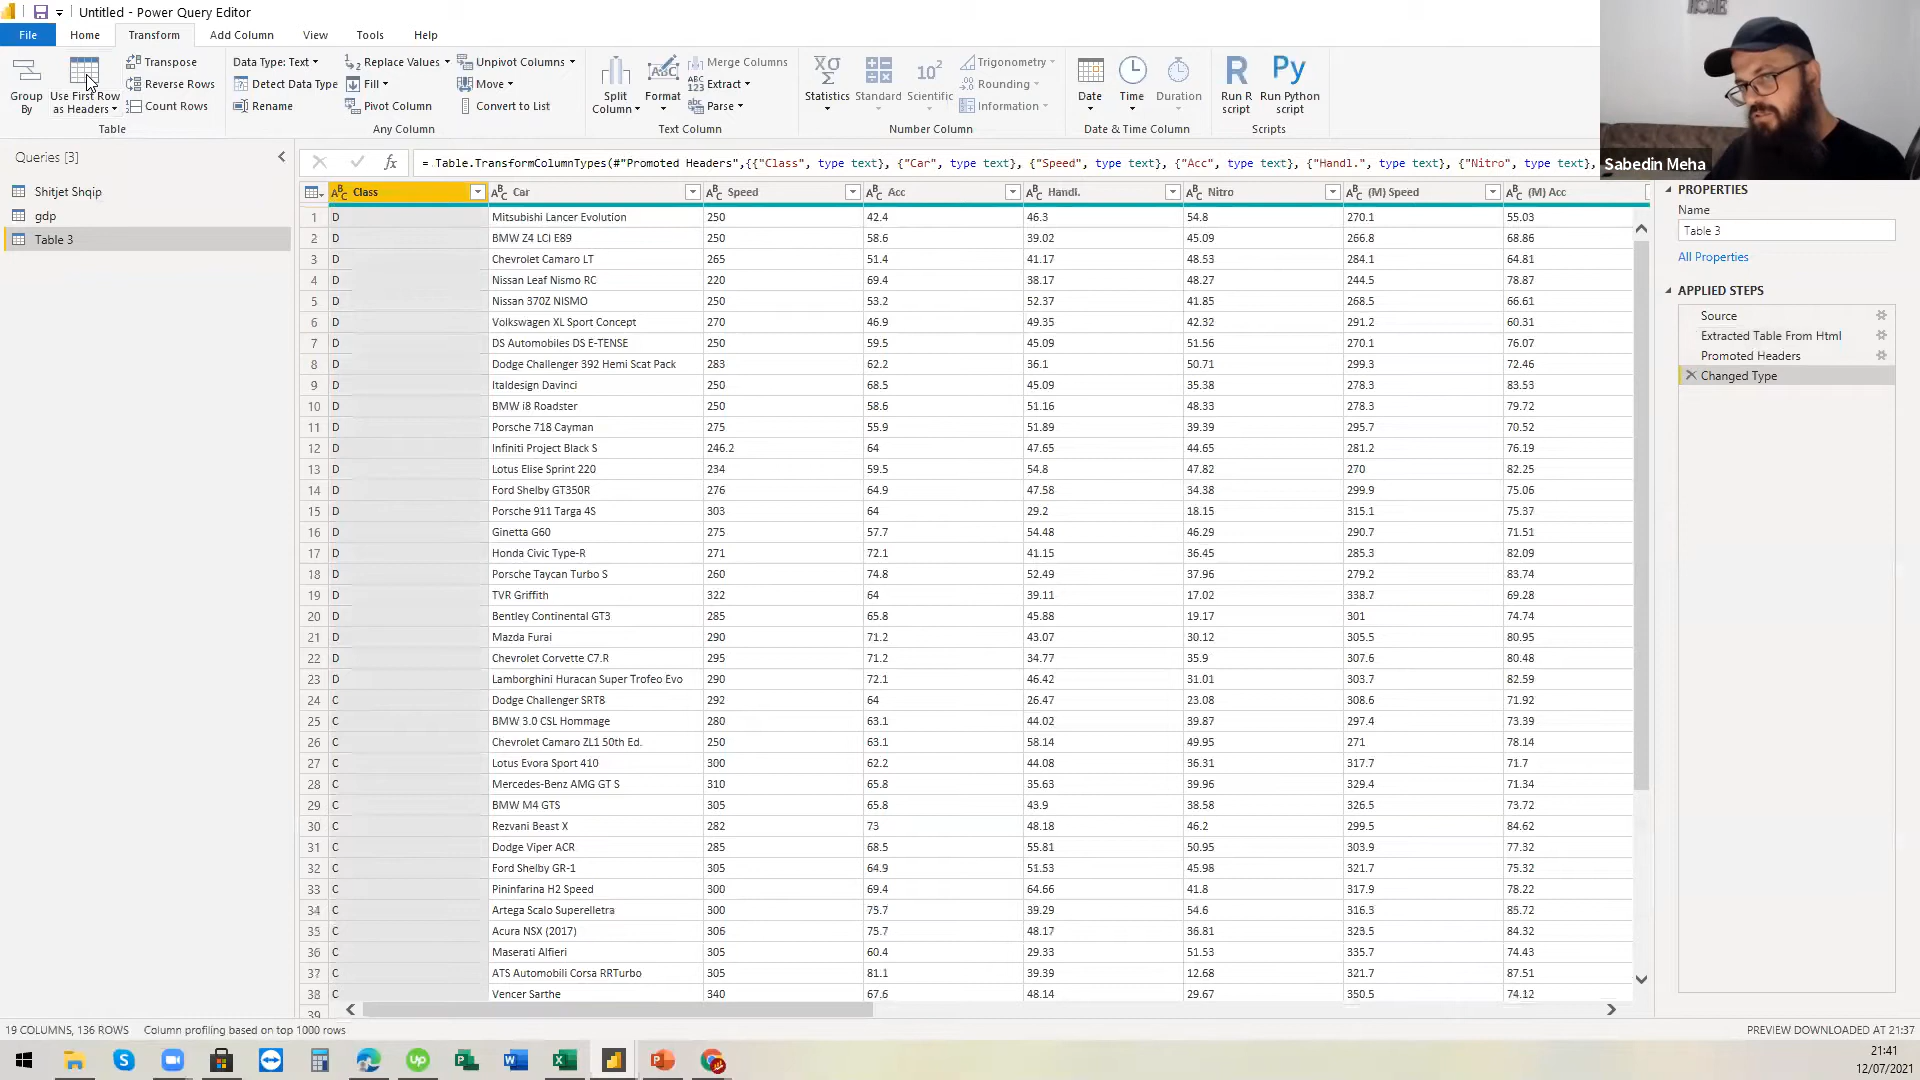 Untitled - Power Query Editor
File Home Transform Add Column View Tools Help
Group By
Use First Row as Headers
Transpose
Reverse Rows
Count Rows
Table
Data Type: Text
Detect Data Type
Rename
Replace Values
Fill
Pivot Column
Unpivot Columns
Move
Convert to List
Any Column
Split Column
Format
Merge Columns
Extract
Parse
Text Column
Statistics
Standard
Scientific
Trigonometry
Rounding
Information
Number Column
Date
Time
Duration
Date & Time Column
Run R script
Run Python script
Scripts
Sabedin Meha
Queries [3]
Shitjet Shqip
gdp
Table 3
= Table.TransformColumnTypes(#"Promoted Headers",{{"Class", type text}, {"Car", type text}, {"Speed", type text}, {"Acc", type text}, {"Handl.", type text}, {"Nitro", type text},
Class Car Speed Acc Handl. Nitro (M) Speed (M) Acc
1 D Mitsubishi Lancer Evolution 250 42.4 46.3 54.8 270.1 55.03
2 D BMW Z4 LCI E89 250 58.6 39.02 45.09 266.8 68.86
3 D Chevrolet Camaro LT 265 51.4 41.17 48.53 284.1 64.81
4 D Nissan Leaf Nismo RC 220 69.4 38.17 48.27 244.5 78.87
5 D Nissan 370Z NISMO 250 53.2 52.37 41.85 268.5 66.61
6 D Volkswagen XL Sport Concept 270 46.9 49.35 42.32 291.2 60.31
7 D DS Automobiles DS E-TENSE 250 59.5 45.09 51.56 270.1 76.07
8 D Dodge Challenger 392 Hemi Scat Pack 283 62.2 36.1 50.71 299.3 72.46
9 D Italdesign Davinci 250 68.5 45.09 35.38 278.3 83.53
10 D BMW i8 Roadster 250 58.6 51.16 48.33 278.3 79.72
11 D Porsche 718 Cayman 275 55.9 51.89 39.39 295.7 70.52
12 D Infiniti Project Black S 246.2 64 47.65 44.65 281.2 76.19
13 D Lotus Elise Sprint 220 234 59.5 54.8 47.82 270 82.25
14 D Ford Shelby GT350R 276 64.9 47.58 34.38 299.9 75.06
15 D Porsche 911 Targa 4S 303 64 29.2 18.15 315.1 75.37
16 D Ginetta G60 275 57.7 54.48 46.29 290.7 71.51
17 D Honda Civic Type-R 271 72.1 41.15 36.45 285.3 82.09
18 D Porsche Taycan Turbo S 260 74.8 52.49 37.96 279.2 83.74
19 D TVR Griffith 322 64 39.11 17.02 338.7 69.28
20 D Bentley Continental GT3 285 65.8 45.88 19.17 301 74.74
21 D Mazda Furai 290 71.2 43.07 30.12 305.5 80.95
22 D Chevrolet Corvette C7.R 295 71.2 34.77 35.9 307.6 80.48
23 D Lamborghini Huracan Super Trofeo Evo 290 72.1 46.42 31.01 303.7 82.59
24 C Dodge Challenger SRT8 292 64 26.47 23.08 308.6 71.92
25 C BMW 3.0 CSL Hommage 280 63.1 44.02 39.87 297.4 73.39
26 C Chevrolet Camaro ZL1 50th Ed. 250 63.1 58.14 49.95 271 78.14
27 C Lotus Evora Sport 410 300 62.2 44.08 36.31 317.7 71.7
28 C Mercedes-Benz AMG GT S 310 65.8 35.63 39.96 329.4 71.34
29 C BMW M4 GTS 305 65.8 43.9 38.58 326.5 73.72
30 C Rezvani Beast X 282 73 48.18 46.2 299.5 84.62
31 C Dodge Viper ACR 285 68.5 55.81 50.95 303.9 77.32
32 C Ford Shelby GR-1 305 64.9 51.53 45.98 321.7 75.32
33 C Pininfarina H2 Speed 300 69.4 64.66 41.8 317.9 78.22
34 C Artega Scalo Superelletra 300 75.7 39.29 54.6 316.3 85.72
35 C Acura NSX (2017) 306 75.7 48.17 36.81 323.5 84.32
36 C Maserati Alfieri 305 60.4 29.33 51.53 335.7 74.43
37 C ATS Automobili Corsa RRTurbo 305 81.1 39.39 12.68 321.7 87.51
38 C Vencer Sarthe 340 67.6 48.14 29.67 350.5 74.12
39
PROPERTIES
Name
Table 3
All Properties
APPLIED STEPS
Source
Extracted Table From Html
Promoted Headers
Changed Type
19 COLUMNS, 136 ROWS Column profiling based on top 1000 rows
PREVIEW DOWNLOADED AT 21:37
21:41
12/07/2021